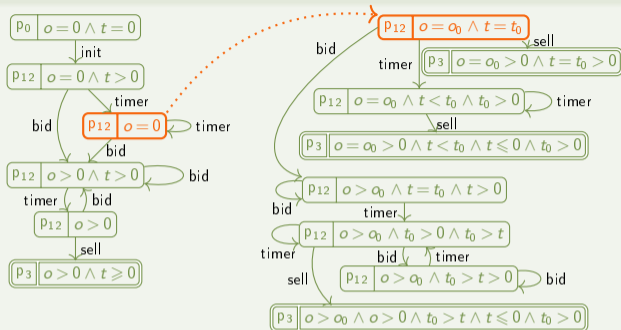 p₀ o = 0 ∧ t = 0
init
p₁₂ o = 0 ∧ t > 0
timer
bid
p₁₂ o = 0
timer
bid
p₁₂ o > 0 ∧ t > 0
bid
timer
bid
p₁₂ o > 0
sell
p₃ o > 0 ∧ t ⩾ 0
p₁₂ o = o₀ ∧ t = t₀
bid
sell
timer
p₃ o = o₀ > 0 ∧ t = t₀ > 0
p₁₂ o = o₀ ∧ t < t₀ ∧ t₀ > 0
timer
sell
p₃ o = o₀ > 0 ∧ t < t₀ ∧ t ⩽ 0 ∧ t₀ > 0
p₁₂ o > o₀ ∧ t = t₀ ∧ t > 0
bid
timer
p₁₂ o > o₀ ∧ t₀ > 0 ∧ t₀ > t
timer
bid
timer
sell
p₁₂ o > o₀ ∧ t₀ > t > 0
bid
p₃ o > o₀ ∧ o > 0 ∧ t₀ > t ∧ t ⩽ 0 ∧ t₀ > 0